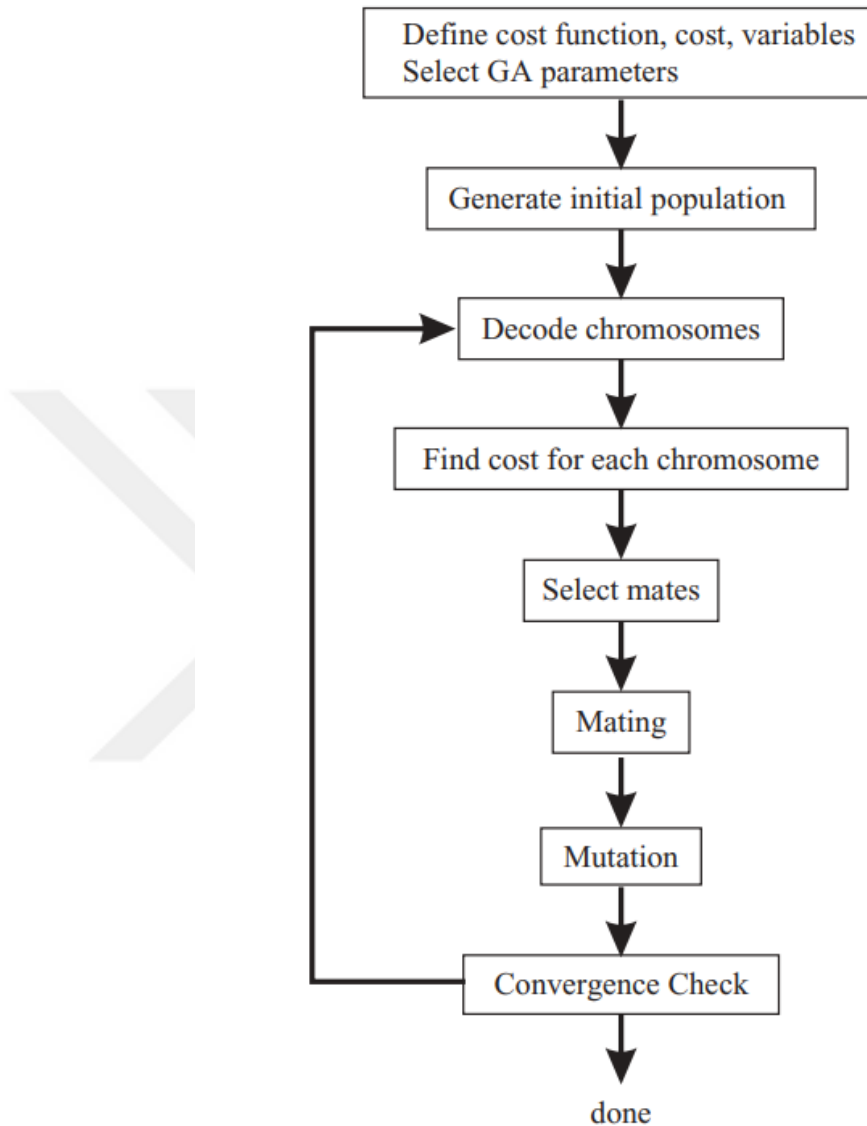 Define cost function, cost, variables
Select GA parameters
Generate initial population
Decode chromosomes
Find cost for each chromosome
Select mates
Mating
Mutation
Convergence Check
done